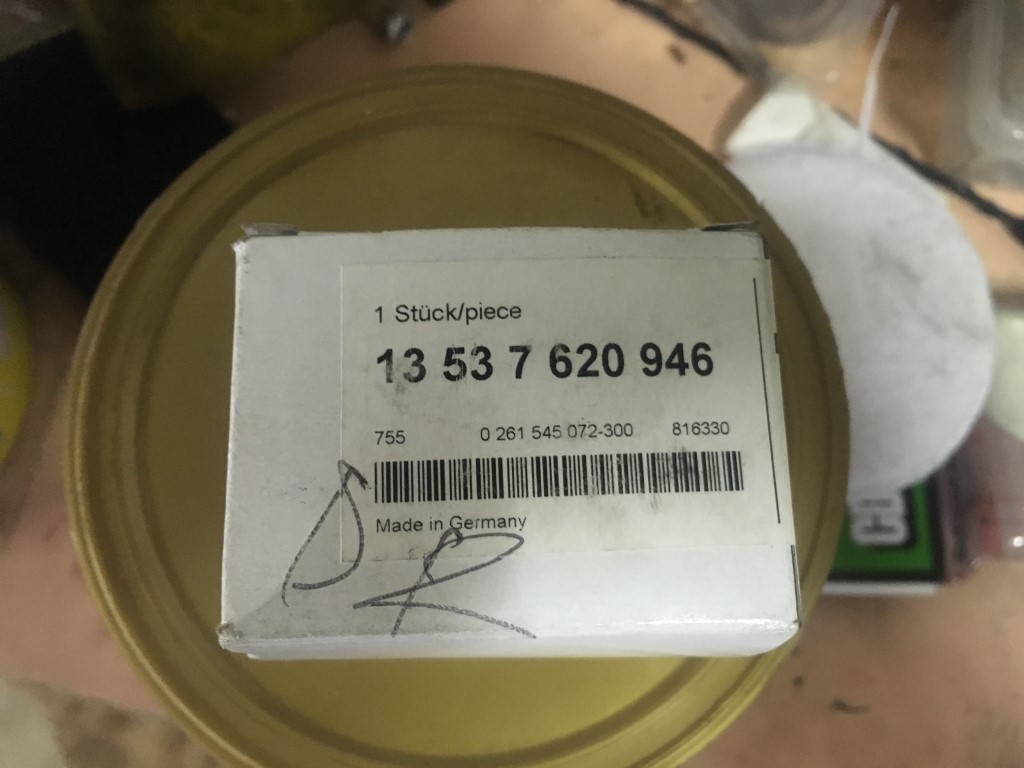 1 Stück/piece
13 53 7 620 946
755 0 261 545 072-300 816330
Made in Germany